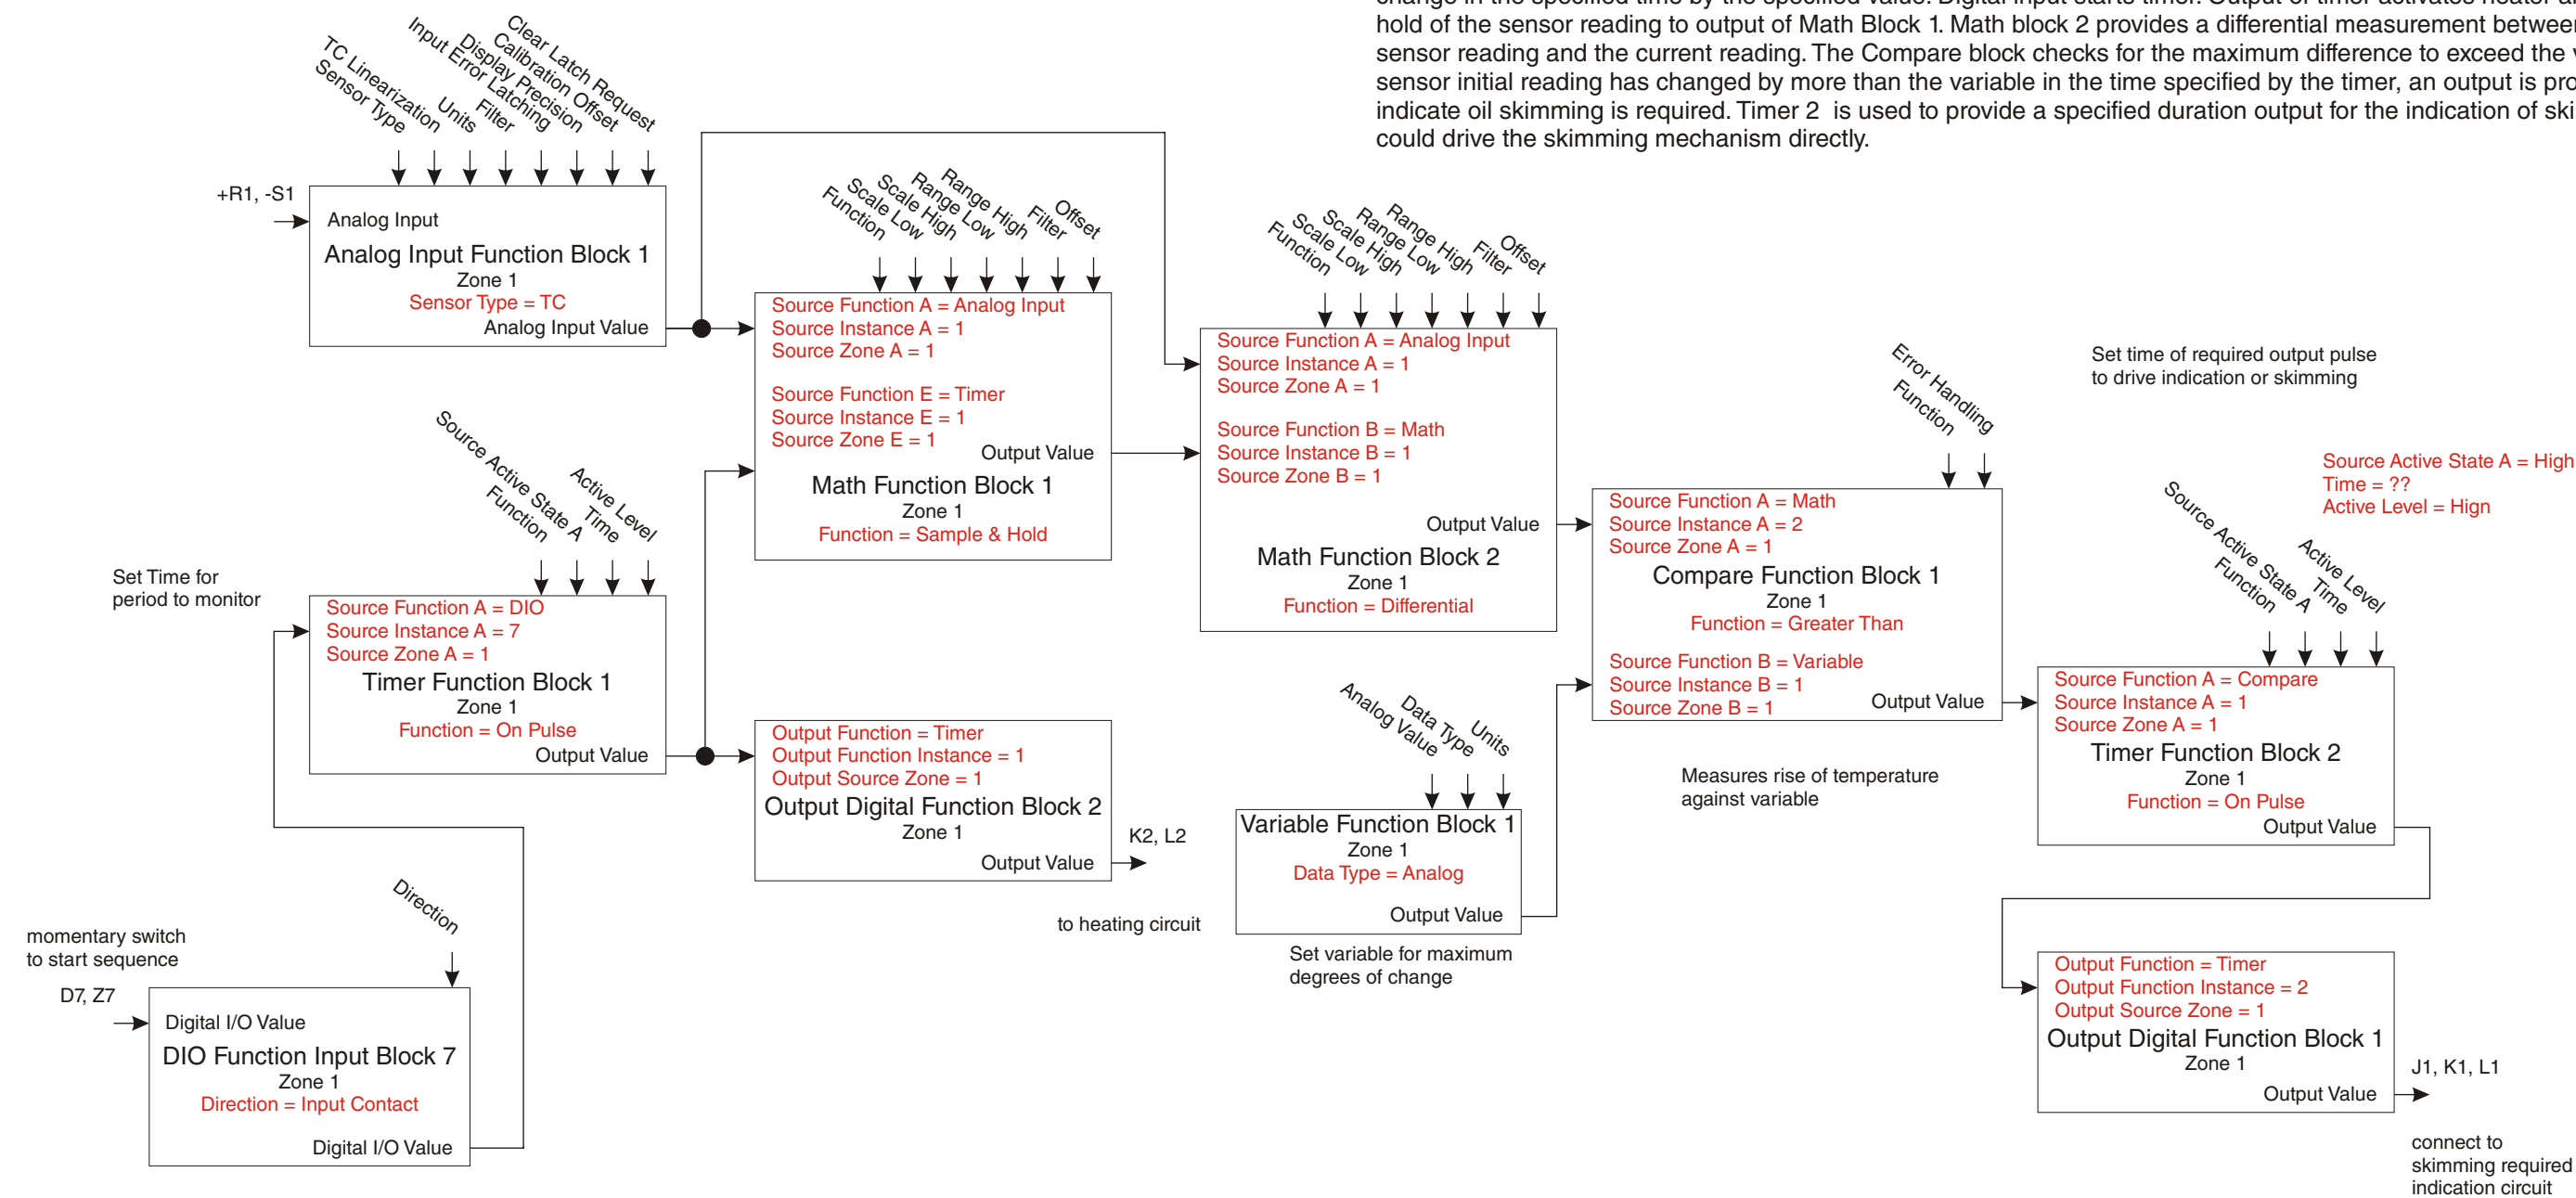 change in the specified time by the specified value. Digital input starts timer. Output of timer activates heater
hold of the sensor reading to output of Math Block 1. Math block 2 provides a differential measurement between
sensor reading and the current reading. The Compare block checks for the maximum difference to exceed the
sensor initial reading has changed by more than the variable in the time specified by the timer, an output is
indicate oil skimming is required. Timer 2  is used to provide a specified duration output for the indication of
could drive the skimming mechanism directly.
Sensor Type
TC Linearization
Units
Filter
Input Error Latching
Display Precision
Calibration Offset
Clear Latch Request
+R1, -S1
Analog Input
Analog Input Function Block 1
Zone 1
Sensor Type = TC
Analog Input Value
Function
Scale Low
Scale High
Range Low
Range High
Filter
Offset
Source Function A = Analog Input
Source Instance A = 1
Source Zone A = 1
Source Function E = Timer
Source Instance E = 1
Source Zone E = 1
Output Value
Math Function Block 1
Zone 1
Function = Sample & Hold
Function
Scale Low
Scale High
Range Low
Range High
Filter
Offset
Source Function A = Analog Input
Source Instance A = 1
Source Zone A = 1
Source Function B = Math
Source Instance B = 1
Source Zone B = 1
Output Value
Math Function Block 2
Zone 1
Function = Differential
Function
Error Handling
Source Function A = Math
Source Instance A = 2
Source Zone A = 1
Compare Function Block 1
Zone 1
Function = Greater Than
Source Function B = Variable
Source Instance B = 1
Source Zone B = 1
Output Value
Measures rise of temperature
against variable
Set time of required output pulse
to drive indication or skimming
Source Active State A = High
Time = ??
Active Level = Hign
Function
Source Active State A
Time
Active Level
Source Function A = Compare
Source Instance A = 1
Source Zone A = 1
Timer Function Block 2
Zone 1
Function = On Pulse
Output Value
Set Time for
period to monitor
Function
Source Active State A
Time
Active Level
Source Function A = DIO
Source Instance A = 7
Source Zone A = 1
Timer Function Block 1
Zone 1
Function = On Pulse
Output Value
Output Function = Timer
Output Function Instance = 1
Output Source Zone = 1
Output Digital Function Block 2
Zone 1
Output Value
K2, L2
to heating circuit
Analog Value
Data Type
Units
Variable Function Block 1
Zone 1
Data Type = Analog
Output Value
Set variable for maximum
degrees of change
momentary switch
to start sequence
D7, Z7
Direction
Digital I/O Value
DIO Function Input Block 7
Zone 1
Direction = Input Contact
Digital I/O Value
Output Function = Timer
Output Function Instance = 2
Output Source Zone = 1
Output Digital Function Block 1
Zone 1
Output Value
J1, K1, L1
connect to
skimming required
indication circuit